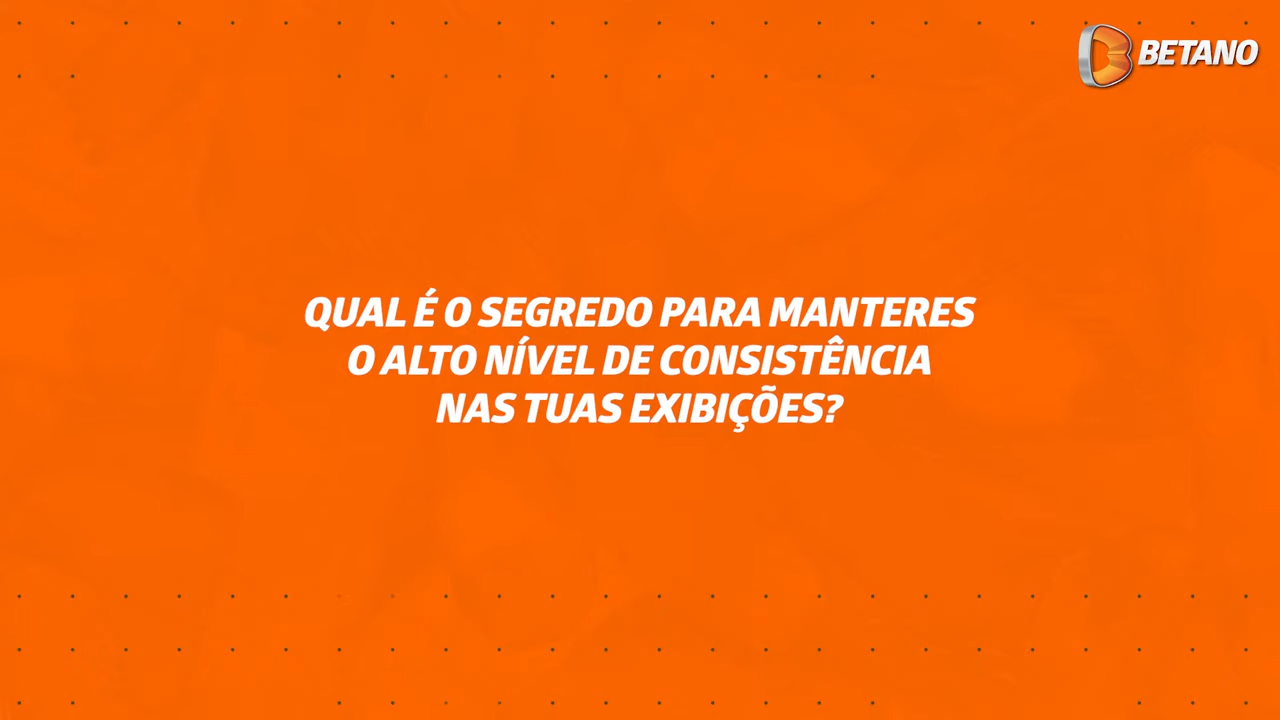 BETANO
QUAL É O SEGREDO PARA MANTERES
O ALTO NÍVEL DE CONSISTÊNCIA
NAS TUAS EXIBIÇÕES?